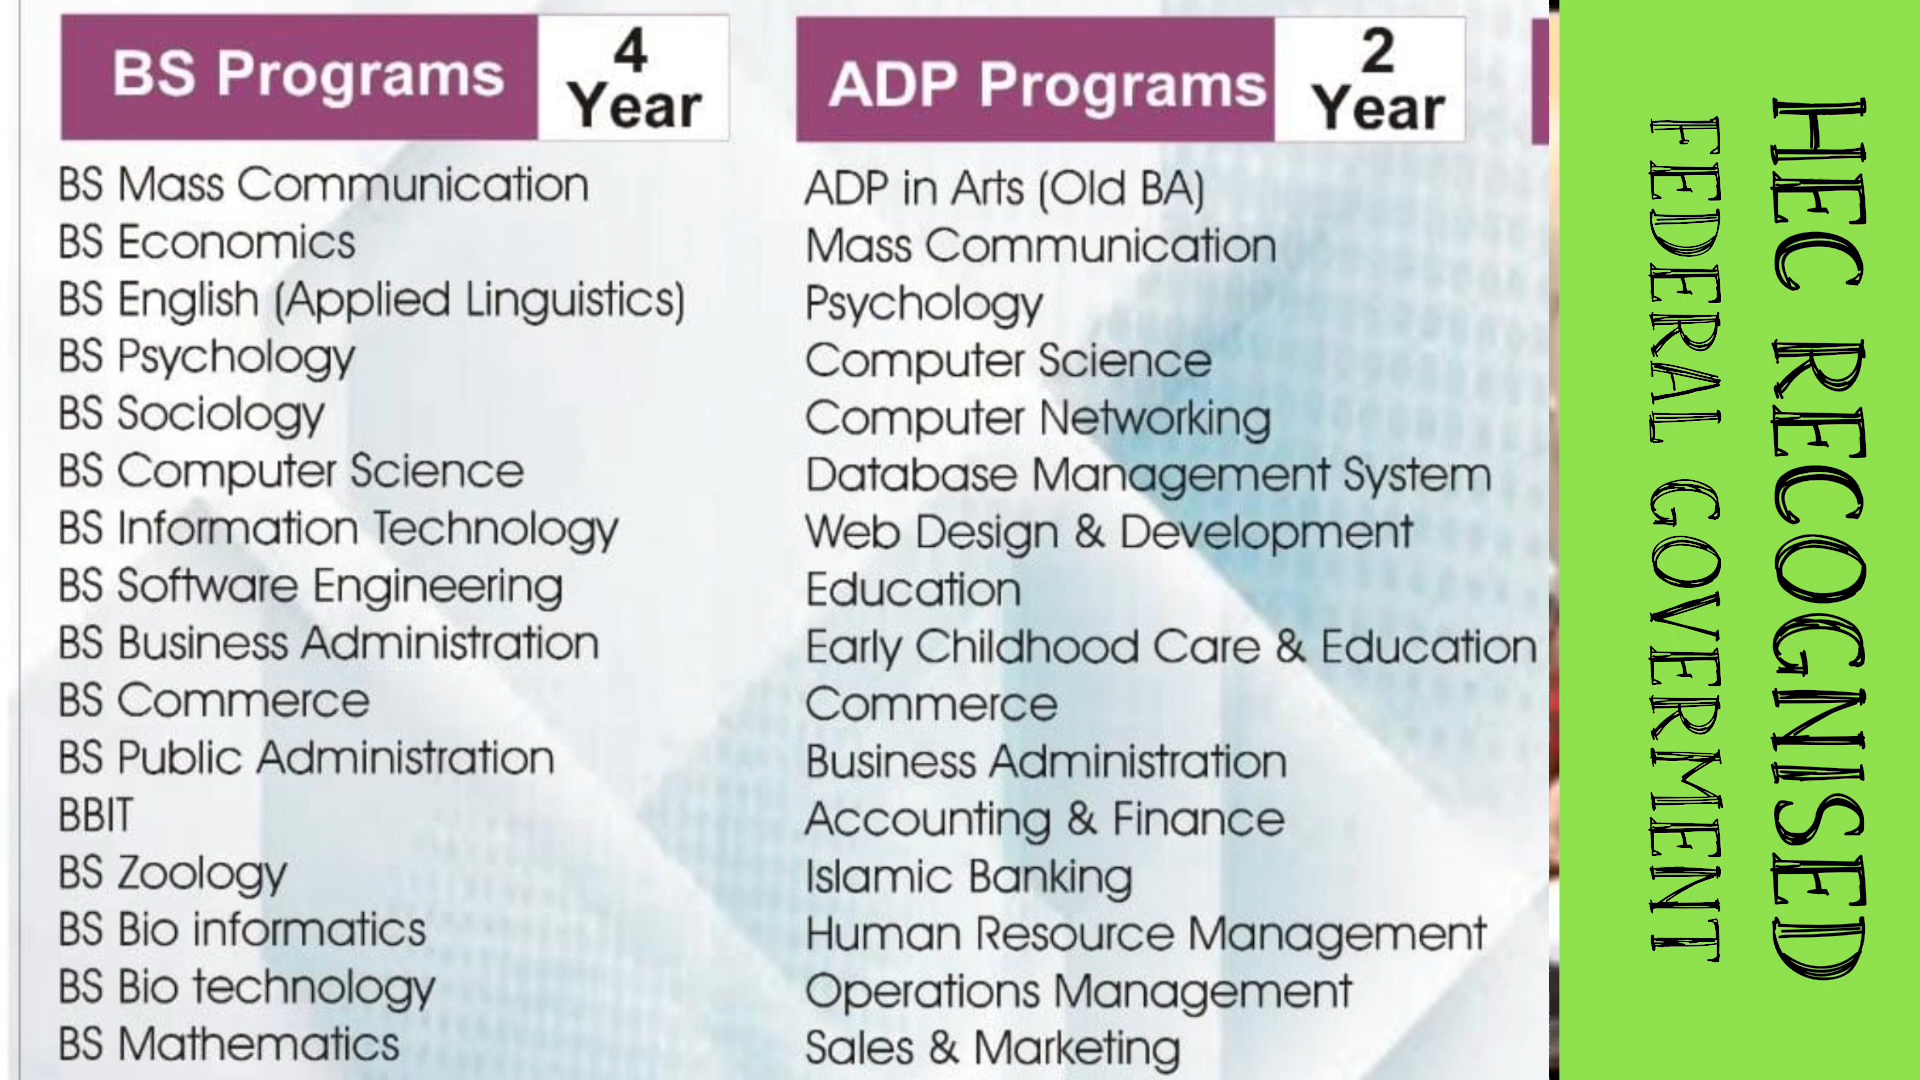 BS Programs
4
Year
BS Mass Communication
BS Economics
BS English (Applied Linguistics)
BS Psychology
BS Sociology
BS Computer Science
BS Information Technology
BS Software Engineering
BS Business Administration
BS Commerce
BS Public Administration
BBIT
BS Zoology
BS Bio informatics
BS Bio technology
BS Mathematics
ADP Programs
2
Year
ADP in Arts (Old BA)
Mass Communication
Psychology
Computer Science
Computer Networking
Database Management System
Web Design & Development
Education
Early Childhood Care & Education
Commerce
Business Administration
Accounting & Finance
Islamic Banking
Human Resource Management
Operations Management
Sales & Marketing
HEC RECOGNISED
FEDERAL GOVERMENT